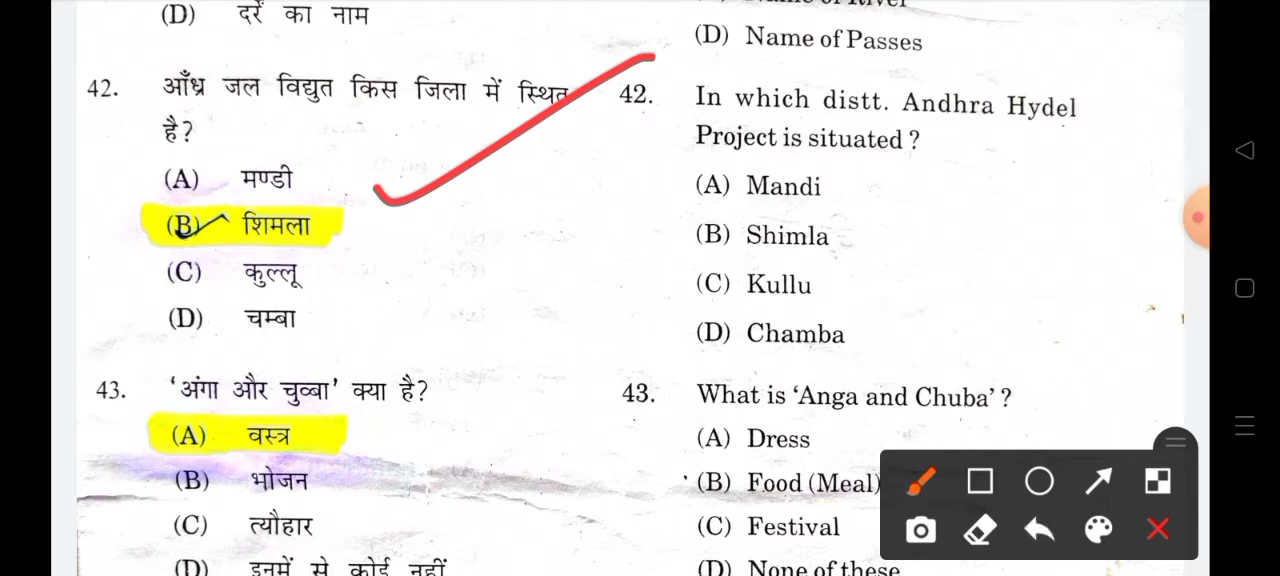 (D) दर्रे का नाम
42. आँध्र जल विद्युत किस जिला में स्थित
है?
(A) मण्डी
(B) शिमला
(C) कुल्लू
(D) चम्बा
43. 'अंगा और चुब्बा' क्या है?
(A) वस्त्र
(B) भोजन
(C) त्यौहार
(D) इनमें से कोई नहीं
(D) Name of Passes
42. In which distt. Andhra Hydel
Project is situated ?
(A) Mandi
(B) Shimla
(C) Kullu
(D) Chamba
43. What is 'Anga and Chuba' ?
(A) Dress
(B) Food (Meal)
(C) Festival
(D) None of these